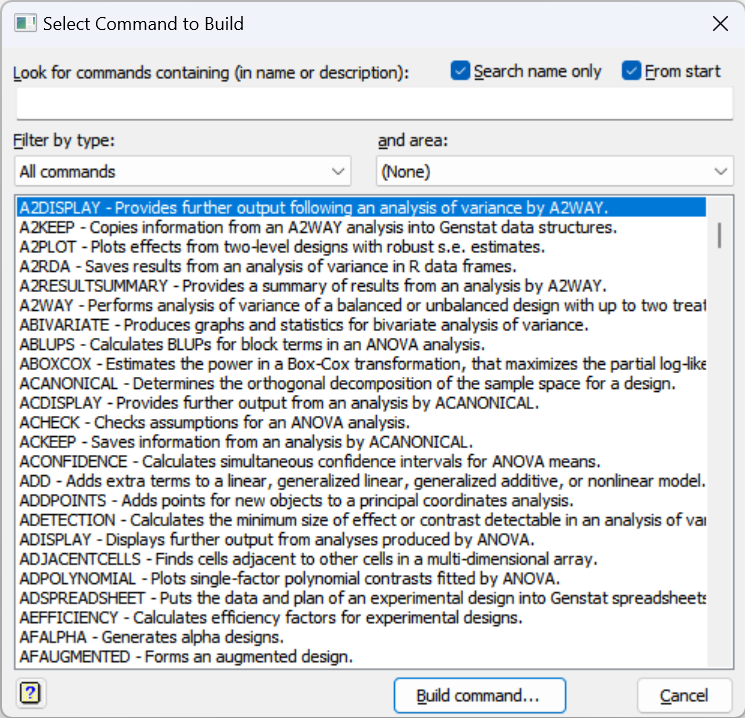 Select Command to Build
Look for commands containing (in name or description): Search name only From start
Filter by type: and area:
All commands (None)
A2DISPLAY - Provides further output following an analysis of variance by A2WAY.
A2KEEP - Copies information from an A2WAY analysis into Genstat data structures.
A2PLOT - Plots effects from two-level designs with robust s.e. estimates.
A2RDA - Saves results from an analysis of variance in R data frames.
A2RESULTSUMMARY - Provides a summary of results from an analysis by A2WAY.
A2WAY - Performs analysis of variance of a balanced or unbalanced design with up to two treat
ABIVARIATE - Produces graphs and statistics for bivariate analysis of variance.
ABLUPS - Calculates BLUPs for block terms in an ANOVA analysis.
ABOXCOX - Estimates the power in a Box-Cox transformation, that maximizes the partial log-like
ACANONICAL - Determines the orthogonal decomposition of the sample space for a design.
ACDISPLAY - Provides further output from an analysis by ACANONICAL.
ACHECK - Checks assumptions for an ANOVA analysis.
ACKEEP - Saves information from an analysis by ACANONICAL.
ACONFIDENCE - Calculates simultaneous confidence intervals for ANOVA means.
ADD - Adds extra terms to a linear, generalized linear, generalized additive, or nonlinear model.
ADDPOINTS - Adds points for new objects to a principal coordinates analysis.
ADETECTION - Calculates the minimum size of effect or contrast detectable in an analysis of var
ADISPLAY - Displays further output from analyses produced by ANOVA.
ADJACENTCELLS - Finds cells adjacent to other cells in a multi-dimensional array.
ADPOLYNOMIAL - Plots single-factor polynomial contrasts fitted by ANOVA.
ADSPREADSHEET - Puts the data and plan of an experimental design into Genstat spreadsheets
AEFFICIENCY - Calculates efficiency factors for experimental designs.
AFALPHA - Generates alpha designs.
AFAUGMENTED - Forms an augmented design.
? Build command... Cancel